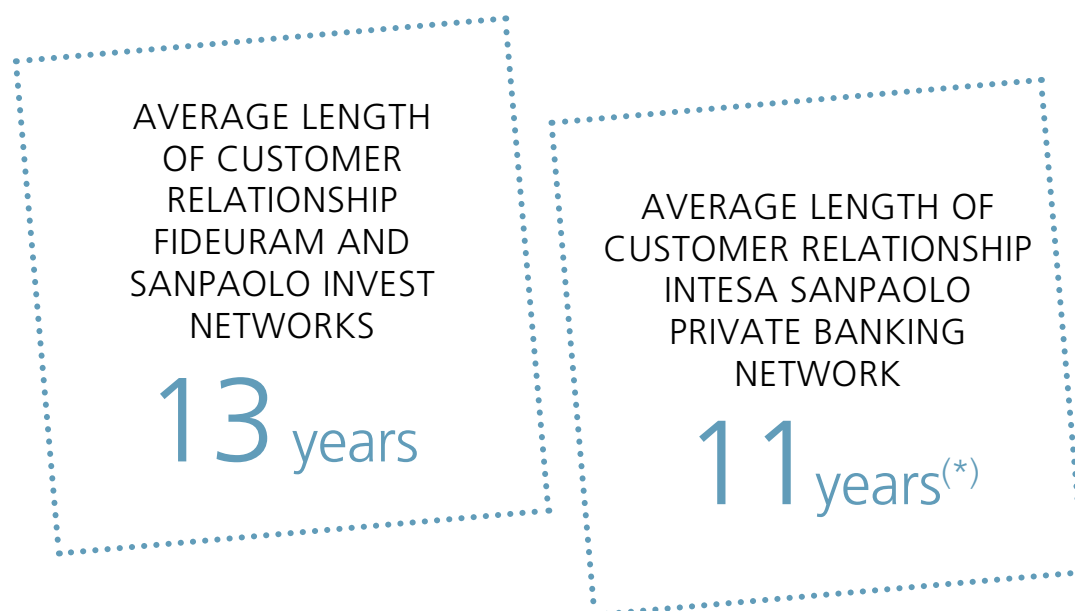 AVERAGE LENGTH
OF CUSTOMER
RELATIONSHIP
FIDEURAM AND
SANPAOLO INVEST
NETWORKS
13 years
AVERAGE LENGTH OF
CUSTOMER RELATIONSHIP
INTESA SANPAOLO
PRIVATE BANKING
NETWORK
11 years(*)